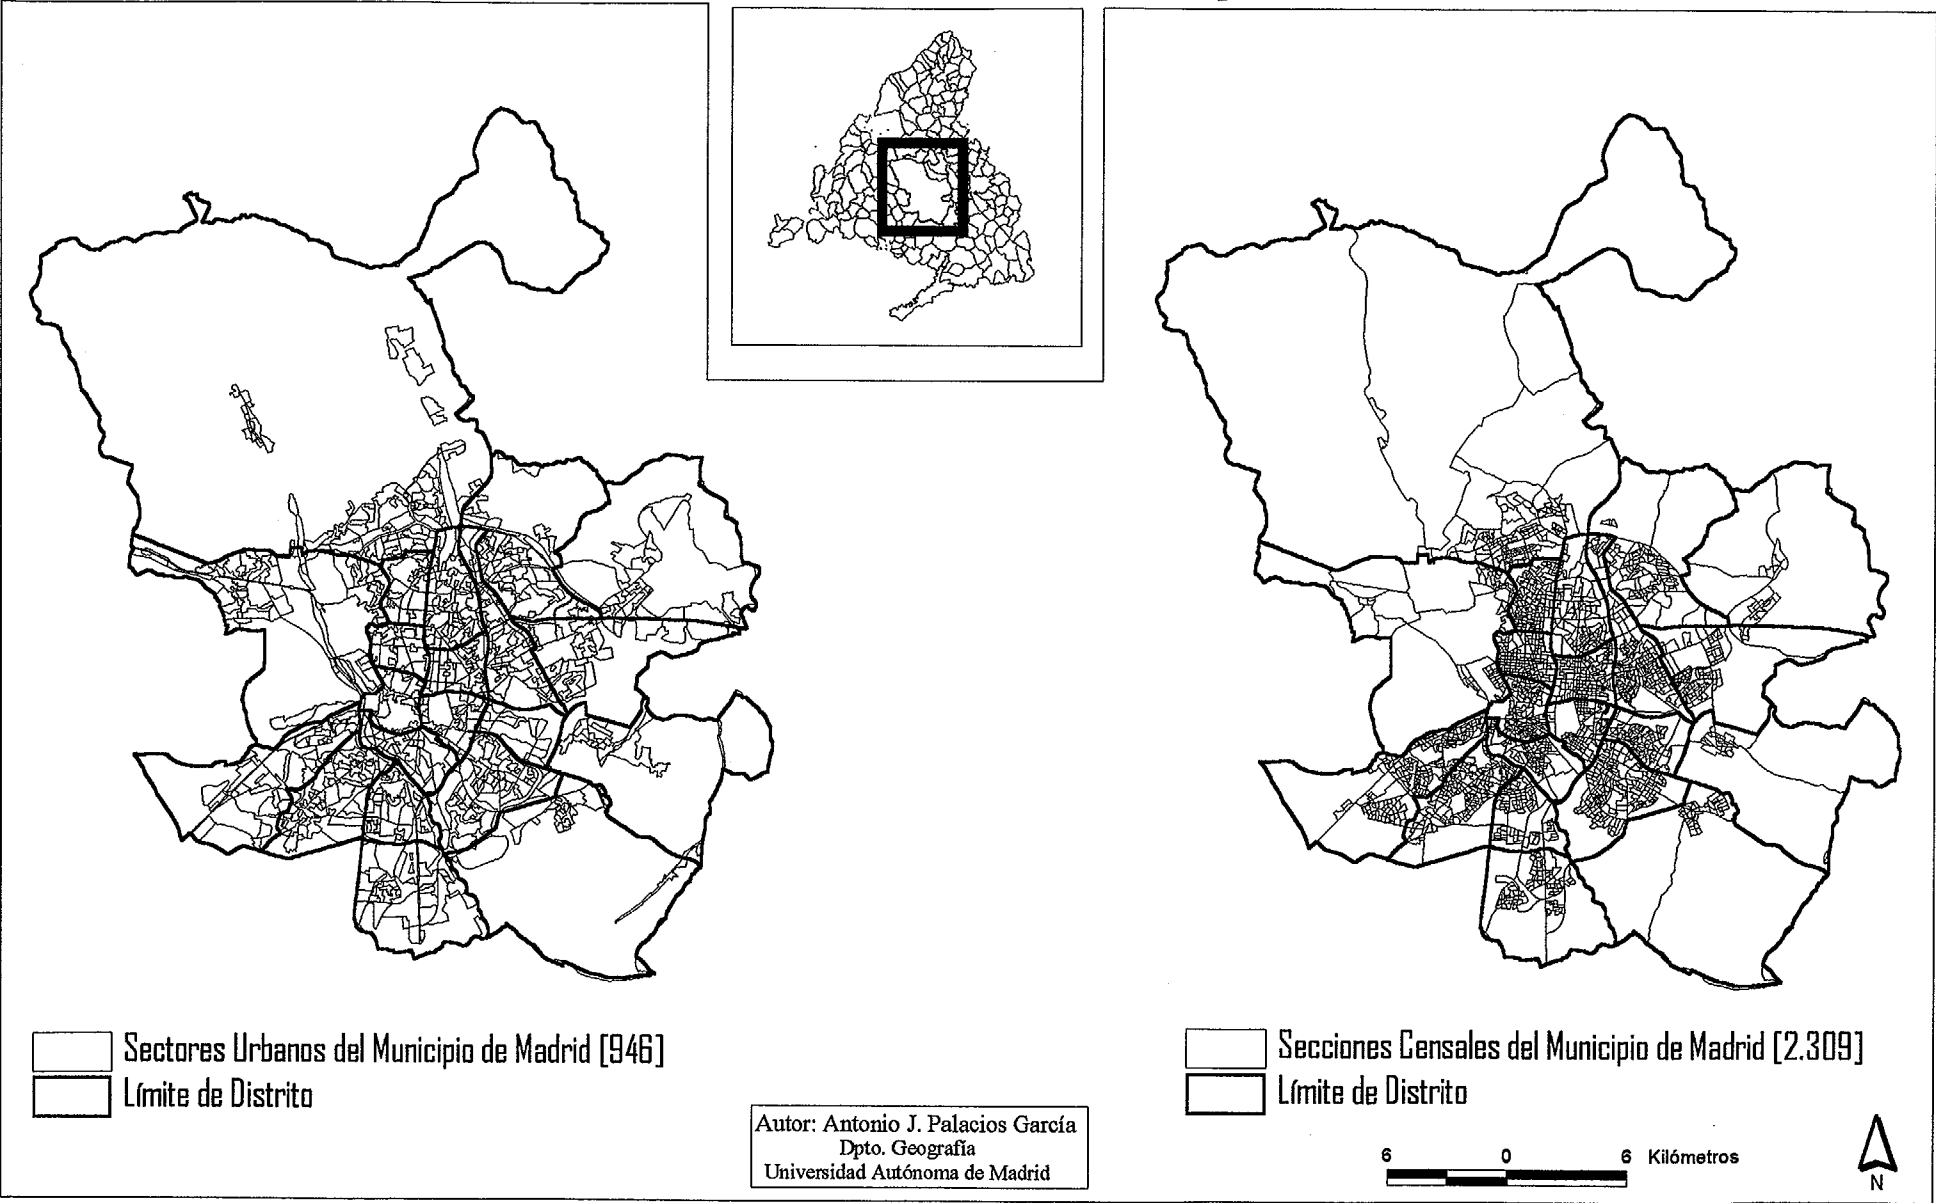 Sectores Urbanos del Municipio de Madrid [946]
Límite de Distrito
Secciones Censales del Municipio de Madrid [2.309]
Límite de Distrito
Autor: Antonio J. Palacios García
Dpto. Geografía
Universidad Autónoma de Madrid
6 0 6 Kilómetros
N